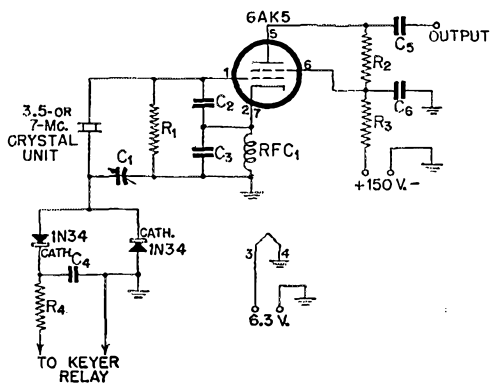 6AK5
5
C5
OUTPUT
1
6
R2
C2
2
7
C6
3.5-OR
7-Mc.
CRYSTAL
UNIT
R1
R3
C1
C3
RFC1
+150 V.-
CATH.
1N34
CATH.
1N34
C4
3
4
R4
6.3 V.
TO KEYER
RELAY